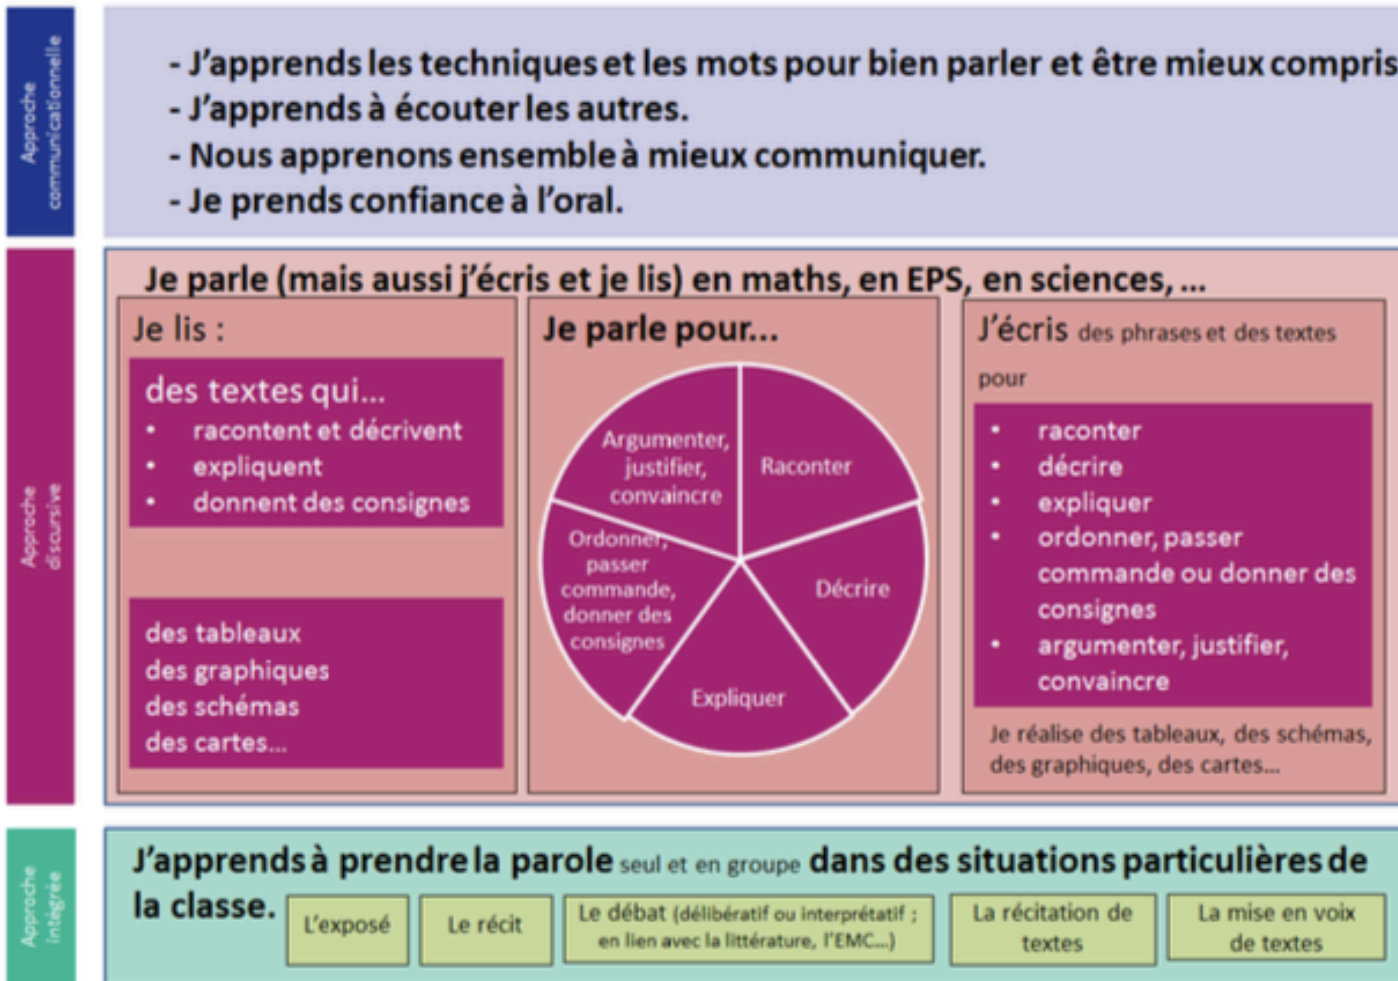 Approche
communicationnelle
- J'apprends les techniques et les mots pour bien parler et être mieux compris
- J'apprends à écouter les autres.
- Nous apprenons ensemble à mieux communiquer.
- Je prends confiance à l'oral.
Approche
discursive
Je parle (mais aussi j'écris et je lis) en maths, en EPS, en sciences, ...
Je lis :
des textes qui...
• racontent et décrivent
• expliquent
• donnent des consignes
des tableaux
des graphiques
des schémas
des cartes...
Je parle pour...
Argumenter,
justifier,
convaincre
Raconter
Ordonner,
passer
commande,
donner des
consignes
Décrire
Expliquer
J'écris des phrases et des textes
pour
• raconter
• décrire
• expliquer
• ordonner, passer
commande ou donner des
consignes
• argumenter, justifier,
convaincre
Je réalise des tableaux, des schémas,
des graphiques, des cartes...
Approche
intégrée
J'apprends à prendre la parole seul et en groupe dans des situations particulières de
la classe.
L'exposé
Le récit
Le débat (délibératif ou interprétatif ;
en lien avec la littérature, l'EMC...)
La récitation de
textes
La mise en voix
de textes